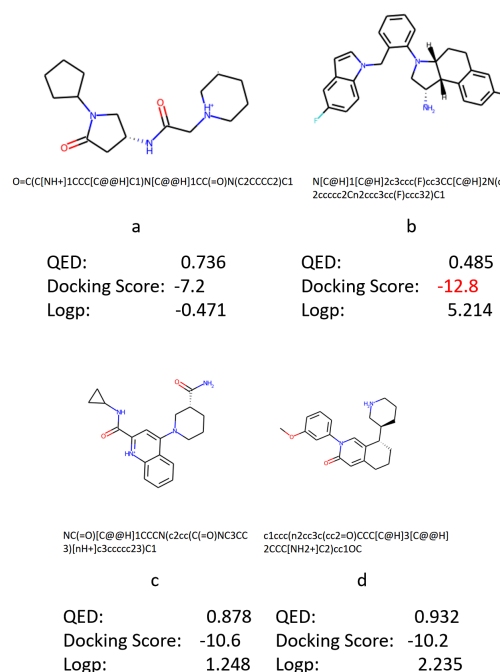 O=C(C[NH+]1CCC[C@@H]C1)N[C@@H]1CC(=O)N(C2CCCC2)C1
a
QED: 0.736
Docking Score: -7.2
Logp: -0.471
N[C@H]1[C@H]2c3ccc(F)cc3CC[C@H]2N(c
2ccccc2Cn2ccc3cc(F)ccc32)C1
b
QED: 0.485
Docking Score: -12.8
Logp: 5.214
NC(=O)[C@@H]1CCCN(c2cc(C(=O)NC3CC
3)[nH+]c3ccccc23)C1
c
QED: 0.878
Docking Score: -10.6
Logp: 1.248
c1ccc(n2cc3c(cc2=O)CCC[C@H]3[C@@H]
2CCC[NH2+]C2)cc1OC
d
QED: 0.932
Docking Score: -10.2
Logp: 2.235